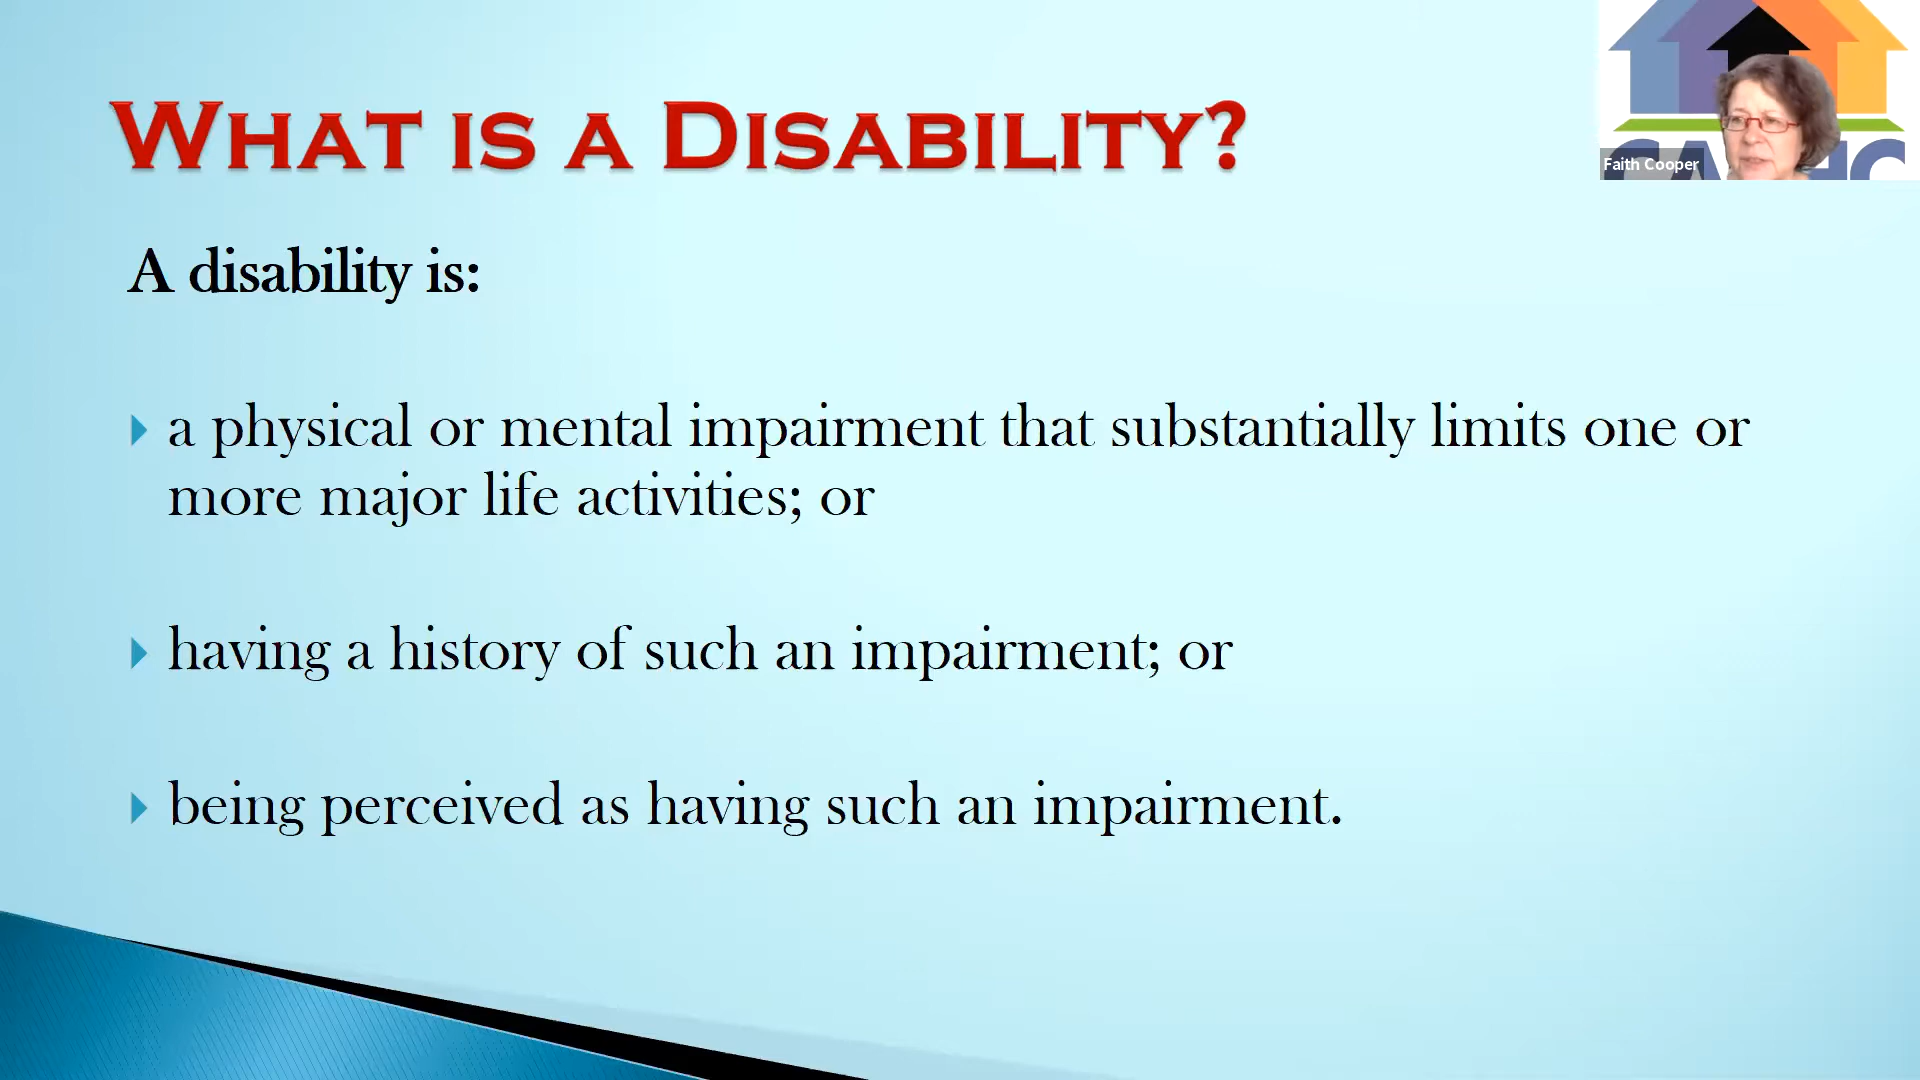 WHAT IS A DISABILITY?
Faith Cooper
A disability is:
a physical or mental impairment that substantially limits one or
more major life activities; or
having a history of such an impairment; or
being perceived as having such an impairment.